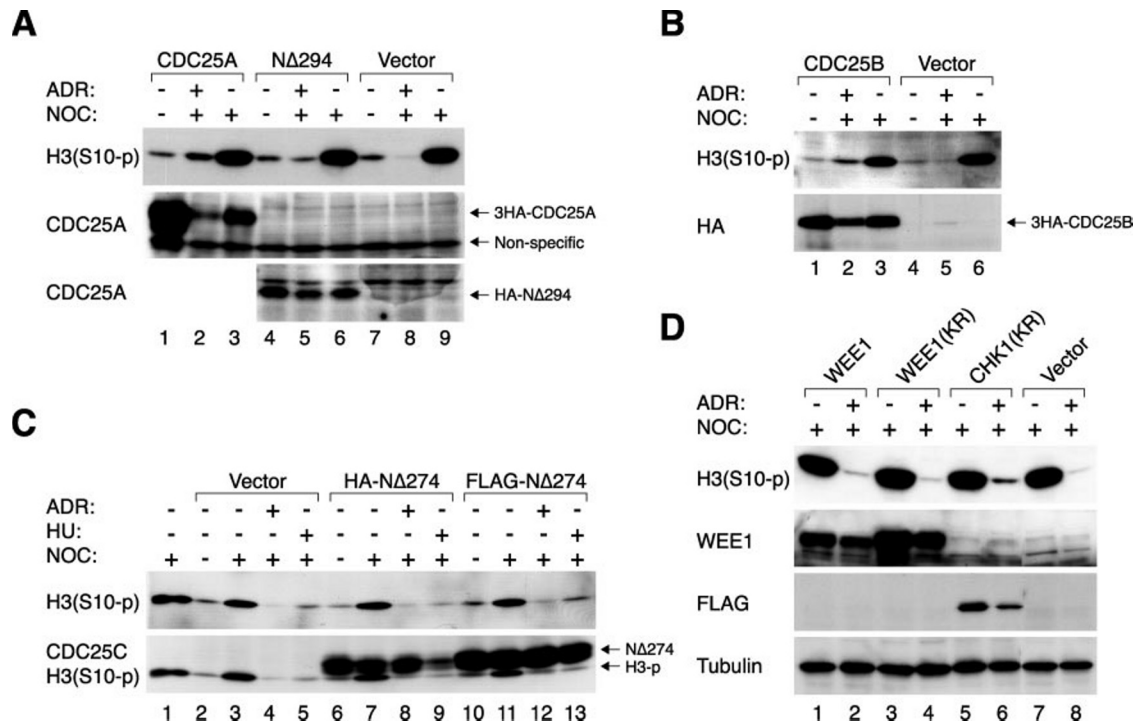 A
CDC25A NΔ294 Vector
ADR: - + - - + - - + -
NOC: - + + - + + - + +
H3(S10-p)
CDC25A
3HA-CDC25A
Non-specific
CDC25A
HA-NΔ294
1 2 3 4 5 6 7 8 9
B
CDC25B Vector
ADR: - + - - + -
NOC: - + + - + +
H3(S10-p)
HA
3HA-CDC25B
1 2 3 4 5 6
C
Vector HA-NΔ274 FLAG-NΔ274
ADR: - - - + - - - + - - - + -
HU: - - - - + - - - + - - - +
NOC: + - + + + - + + + - + + +
H3(S10-p)
CDC25C
H3(S10-p)
NΔ274
H3-p
1 2 3 4 5 6 7 8 9 10 11 12 13
D
WEE1 WEE1(KR) CHK1(KR) Vector
ADR: - + - + - + - +
NOC: + + + + + + + +
H3(S10-p)
WEE1
FLAG
Tubulin
1 2 3 4 5 6 7 8